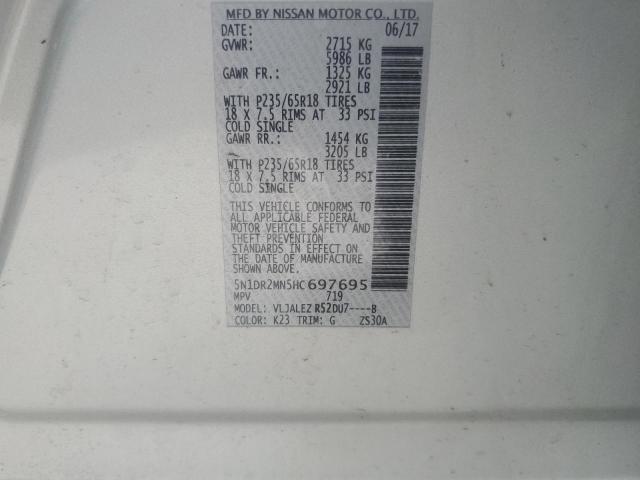 MFD BY NISSAN MOTOR CO., LTD.
DATE: 06/17
GVWR: 2715 KG
5986 LB
GAWR FR.: 1325 KG
2921 LB
WITH P235/65R18 TIRES
18 X 7.5 RIMS AT 33 PSI
COLD SINGLE
GAWR RR.: 1454 KG
3205 LB
WITH P235/65R18 TIRES
18 X 7.5 RIMS AT 33 PSI
COLD SINGLE
THIS VEHICLE CONFORMS TO
ALL APPLICABLE FEDERAL
MOTOR VEHICLE SAFETY AND
THEFT PREVENTION
STANDARDS IN EFFECT ON
THE DATE OF MANUFACTURE
SHOWN ABOVE.
5N1DR2MN5HC697695
MPV 719
MODEL: VLJALEZ R52DU7----B
COLOR: K23 TRIM: G ZS30A